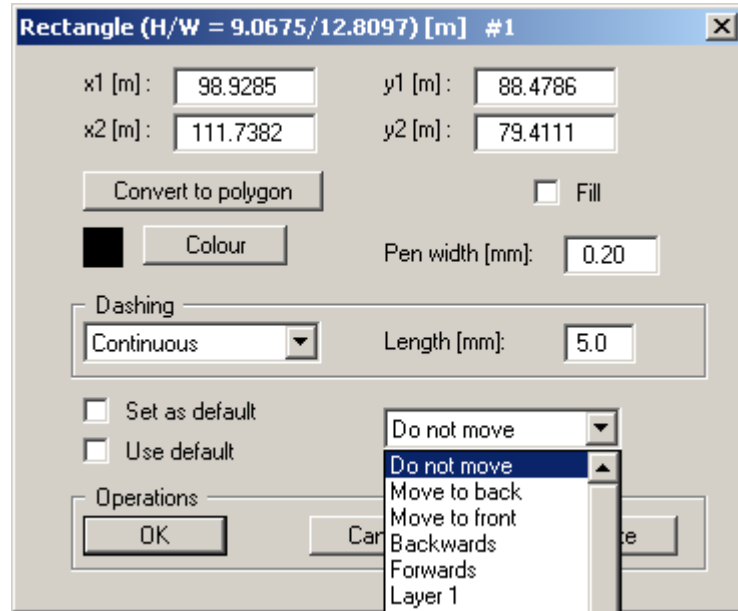 Rectangle (H/W = 9.0675/12.8097) [m] #1
x1 [m] : 98.9285 y1 [m] : 88.4786
x2 [m] : 111.7382 y2 [m] : 79.4111
Convert to polygon Fill
Colour Pen width [mm]: 0.20
Dashing
Continuous Length [mm]: 5.0
Set as default
Do not move
Use default
Do not move
Move to back
Operations
Move to front
OK
Backwards
Forwards
Layer 1